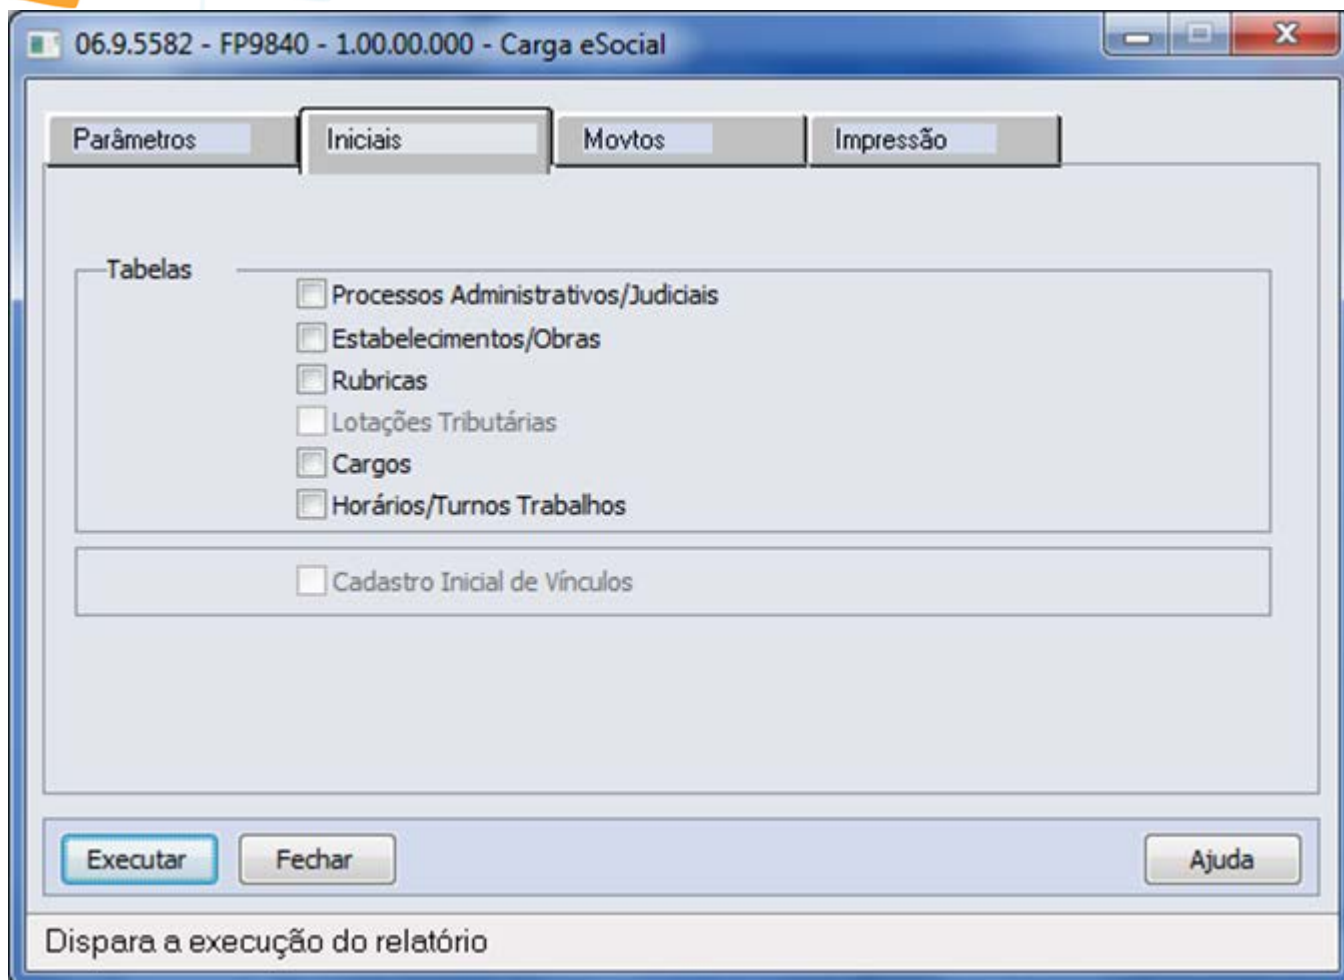 06.9.5582 - FP9840 - 1.00.00.000 - Carga eSocial
Parâmetros Iniciais Movtos Impressão
Tabelas
Processos Administrativos/Judiciais
Estabelecimentos/Obras
Rubricas
Lotações Tributárias
Cargos
Horários/Turnos Trabalhos
Cadastro Inicial de Vínculos
Executar Fechar Ajuda
Dispara a execução do relatório